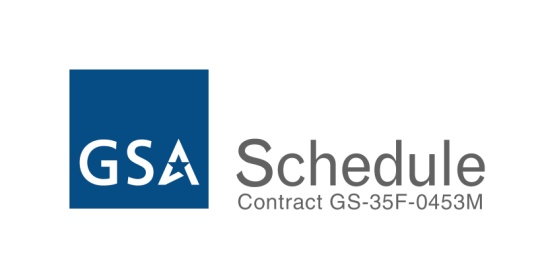 GSA Schedule
Contract GS-35F-0453M